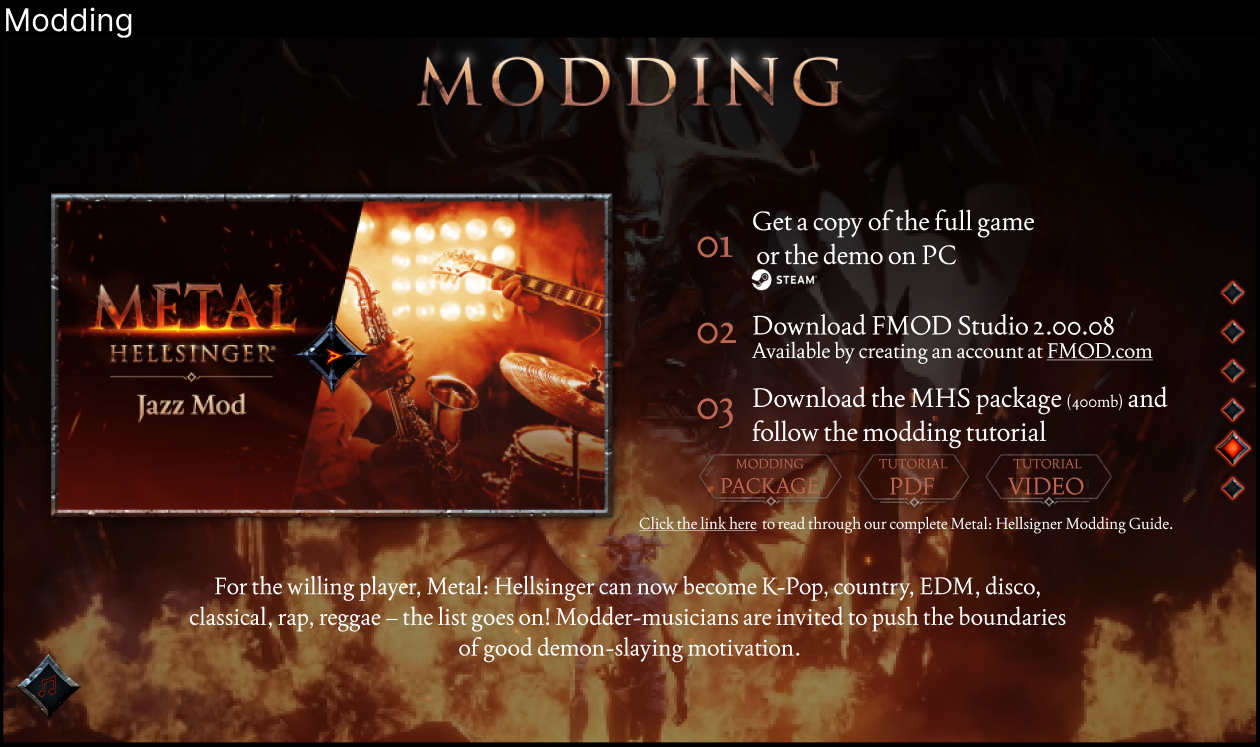 Modding
MODDING
METAL
HELLSINGER®
Jazz Mod
01
Get a copy of the full game
or the demo on PC
STEAM
02
Download FMOD Studio 2.00.08
Available by creating an account at FMOD.com
03
Download the MHS package (400mb) and
follow the modding tutorial
MODDING
PACKAGE
TUTORIAL
PDF
TUTORIAL
VIDEO
Click the link here to read through our complete Metal: Hellsigner Modding Guide.
For the willing player, Metal: Hellsinger can now become K-Pop, country, EDM, disco,
classical, rap, reggae – the list goes on! Modder-musicians are invited to push the boundaries
of good demon-slaying motivation.